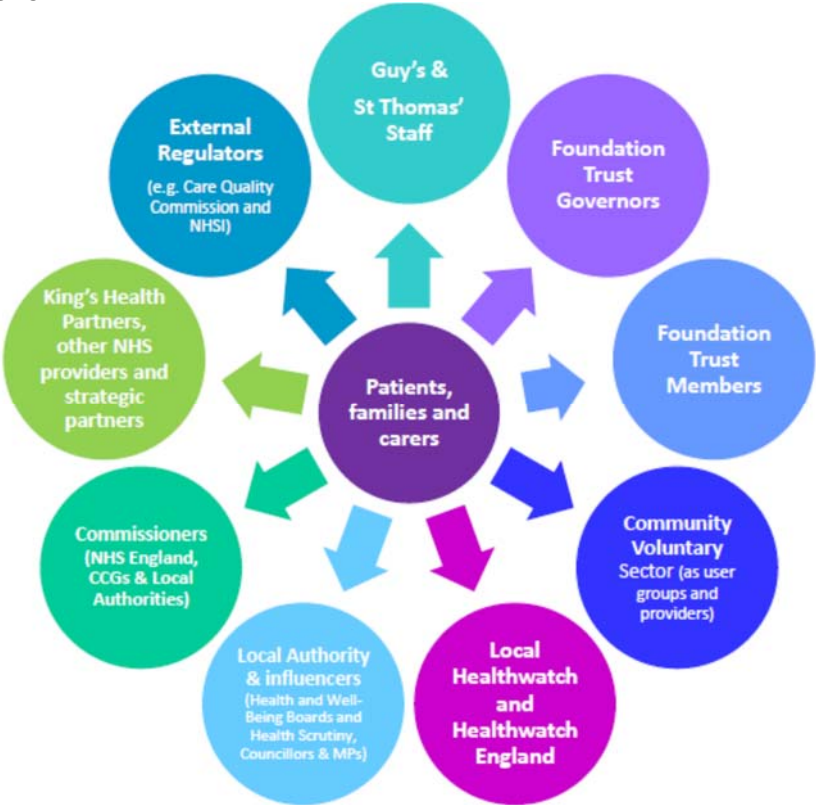 Guy's &
St Thomas'
Staff
Foundation
Trust
Governors
Foundation
Trust
Members
Community
Voluntary
Sector (as user
groups and
providers)
Local
Healthwatch
and
Healthwatch
England
Local Authority
& influencers
(Health and Well-
Being Boards and
Health Scrutiny,
Councillors & MPs)
Commissioners
(NHS England,
CCGs & Local
Authorities)
King's Health
Partners,
other NHS
providers and
strategic
partners
External
Regulators
(e.g. Care Quality
Commission and
NHSI)
Patients,
families and
carers